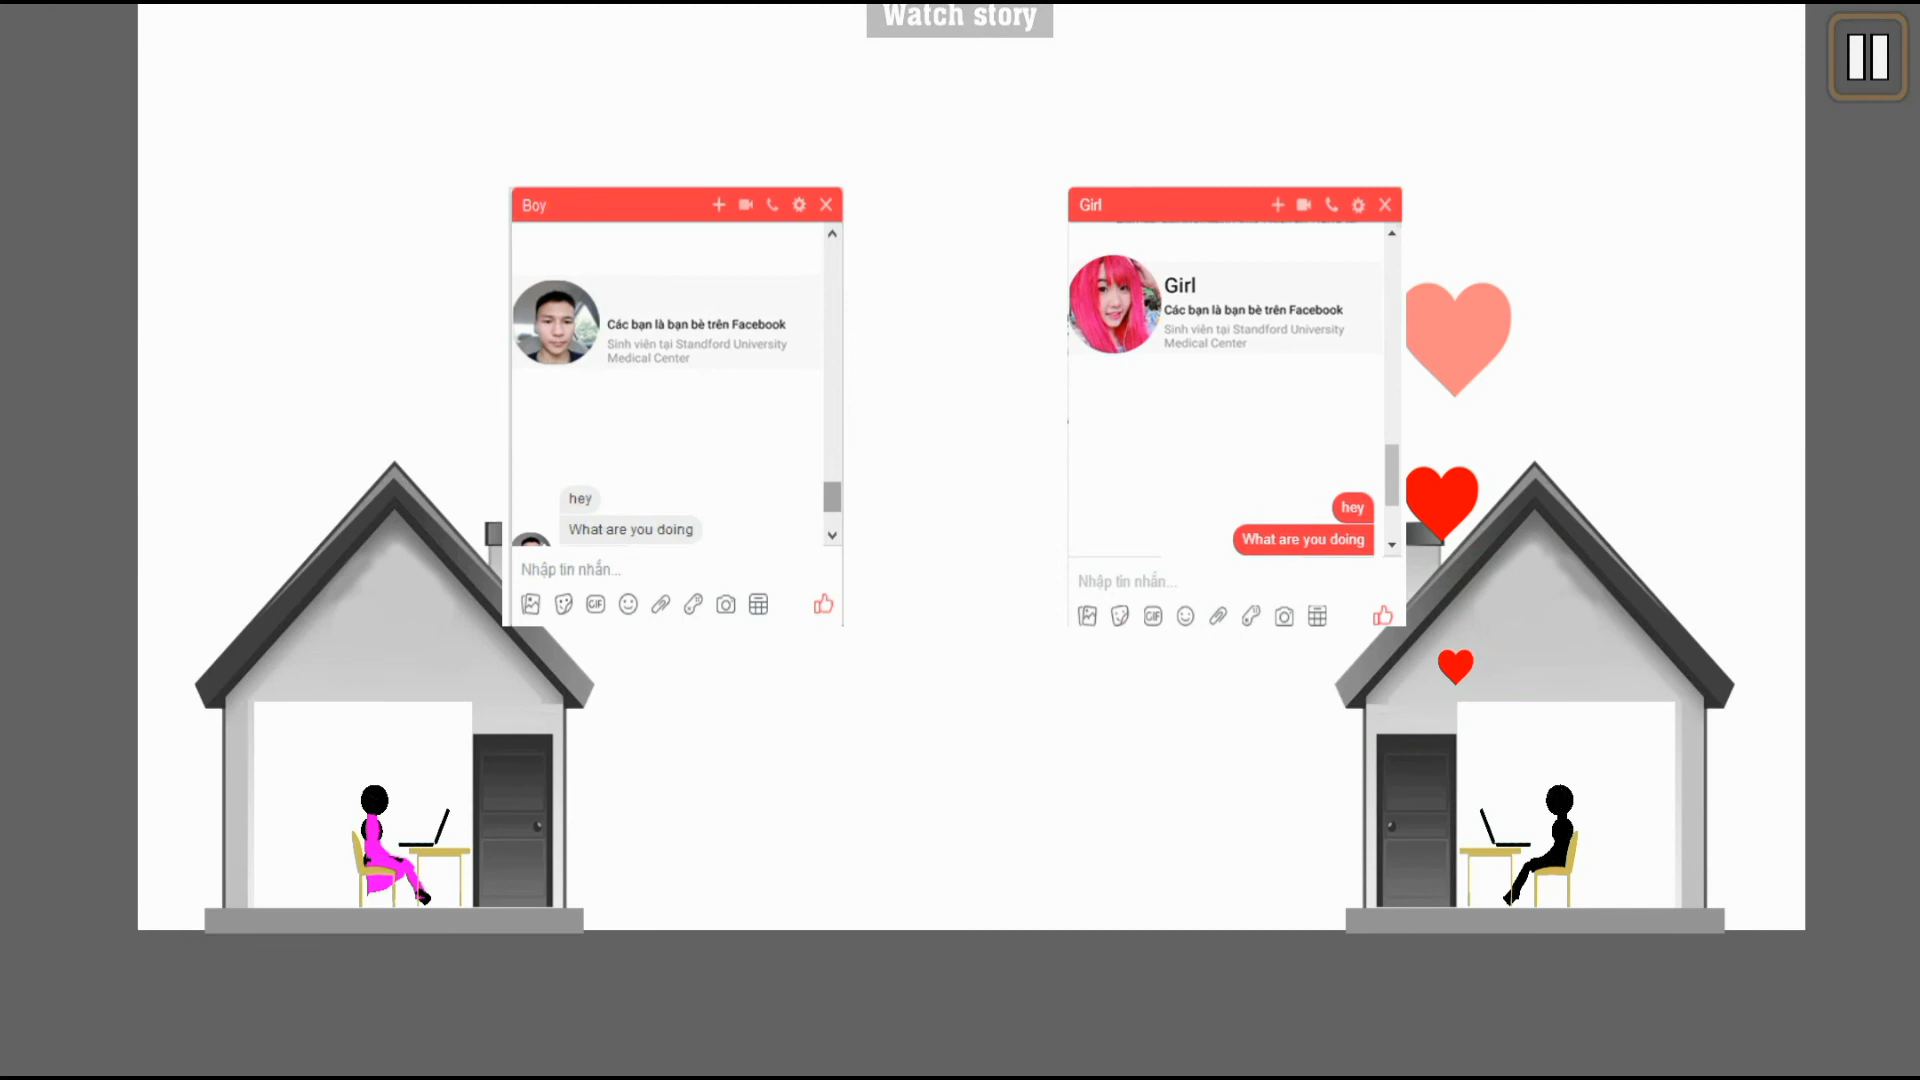 Watch story
Boy
Các bạn là bạn bè trên Facebook
Sinh viên tại Standford University
Medical Center
hey
What are you doing
Nhập tin nhắn...
GIF
Girl
Girl
Các bạn là bạn bè trên Facebook
Sinh viên tại Standford University
Medical Center
hey
What are you doing
Nhập tin nhắn...
GIF